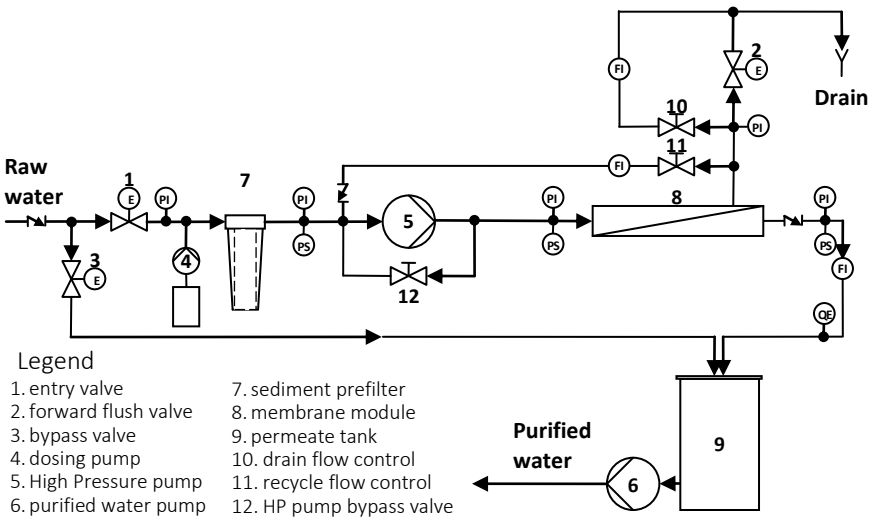 2
FI
E
Drain
10
PI
11
FI
Raw
water
1
E
PI
7
PI
PS
5
PI
PS
8
PI
PS
4
3
E
12
FI
QE
Legend
1. entry valve
2. forward flush valve
3. bypass valve
4. dosing pump
5. High Pressure pump
6. purified water pump
7. sediment prefilter
8. membrane module
9. permeate tank
10. drain flow control
11. recycle flow control
12. HP pump bypass valve
Purified
water
6
9